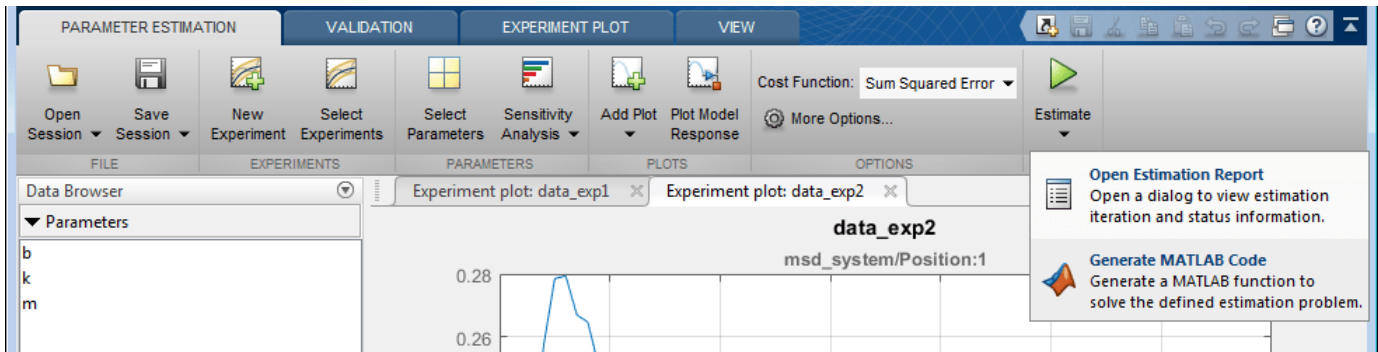 PARAMETER ESTIMATION VALIDATION EXPERIMENT PLOT VIEW
Open Session Save Session New Experiment Select Experiments Select Parameters Sensitivity Analysis Add Plot Plot Model Response
Cost Function: Sum Squared Error
More Options...
Estimate
FILE EXPERIMENTS PARAMETERS PLOTS OPTIONS
Open Estimation Report
Open a dialog to view estimation
iteration and status information.
Generate MATLAB Code
Generate a MATLAB function to
solve the defined estimation problem.
Data Browser
Parameters
b
k
m
Experiment plot: data_exp1 Experiment plot: data_exp2
data_exp2
msd_system/Position:1
0.28
0.26